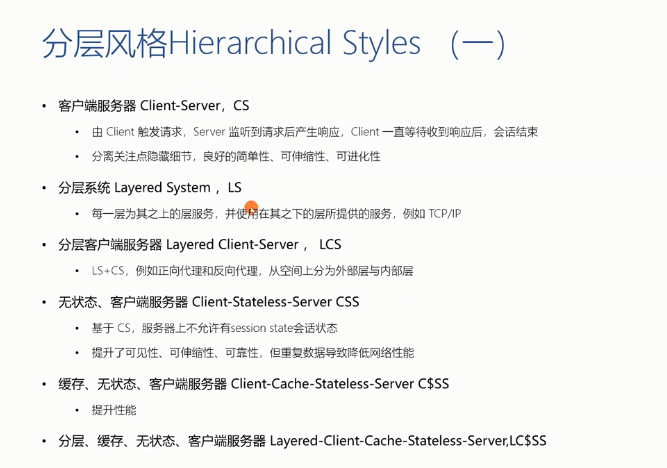 分层风格Hierarchical Styles （一）
• 客户端服务器 Client-Server，CS
• 由 Client 触发请求，Server 监听到请求后产生响应，Client 一直等待收到响应后，会话结束
• 分离关注点隐藏细节，良好的简单性、可伸缩性、可进化性
• 分层系统 Layered System ，LS
• 每一层为其之上的层服务，并使用在其之下的层所提供的服务，例如 TCP/IP
• 分层客户端服务器 Layered Client-Server ， LCS
• LS+CS，例如正向代理和反向代理，从空间上分为外部层与内部层
• 无状态、客户端服务器 Client-Stateless-Server CSS
• 基于 CS，服务器上不允许有session state会话状态
• 提升了可见性、可伸缩性、可靠性，但重复数据导致降低网络性能
• 缓存、无状态、客户端服务器 Client-Cache-Stateless-Server C$SS
• 提升性能
• 分层、缓存、无状态、客户端服务器 Layered-Client-Cache-Stateless-Server,LC$SS